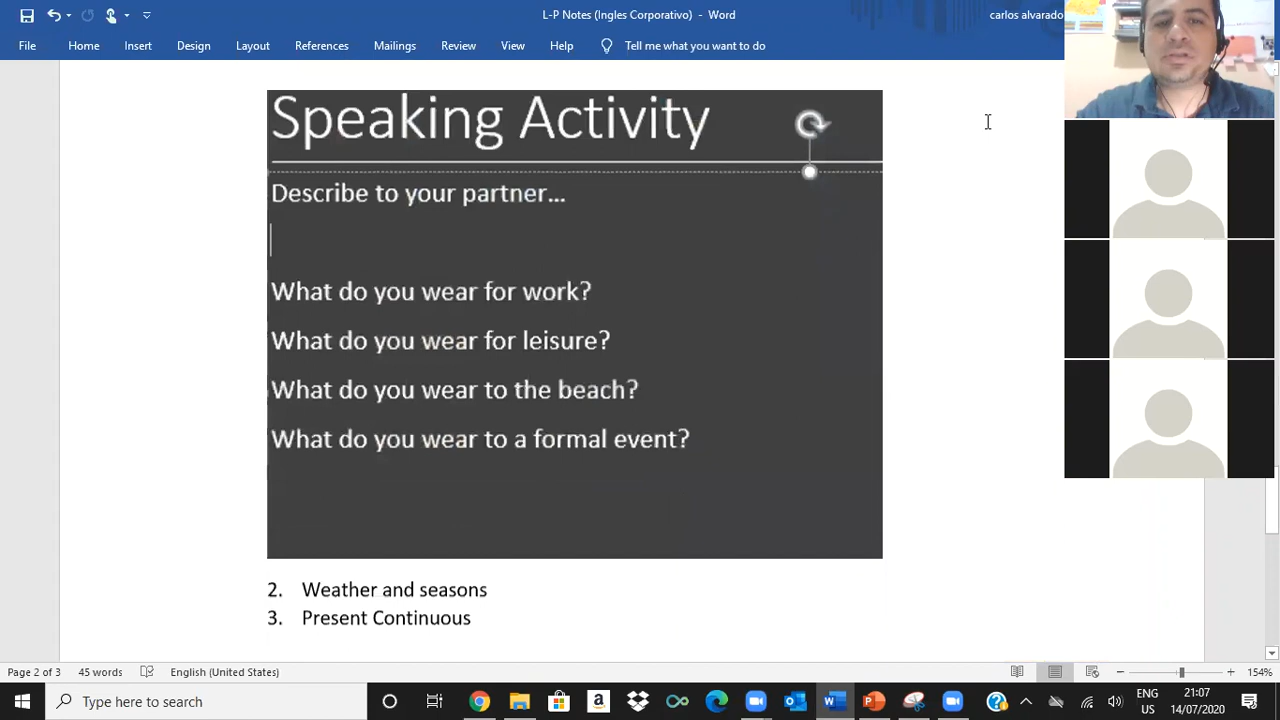 L-P Notes (Ingles Corporativo) - Word
carlos alvarado
File Home Insert Design Layout References Mailings Review View Help Tell me what you want to do
Speaking Activity
Describe to your partner...
What do you wear for work?
What do you wear for leisure?
What do you wear to the beach?
What do you wear to a formal event?
2. Weather and seasons
3. Present Continuous
Page 2 of 3 45 words English (United States) 154%
Type here to search
ENG 21:07
US 14/07/2020